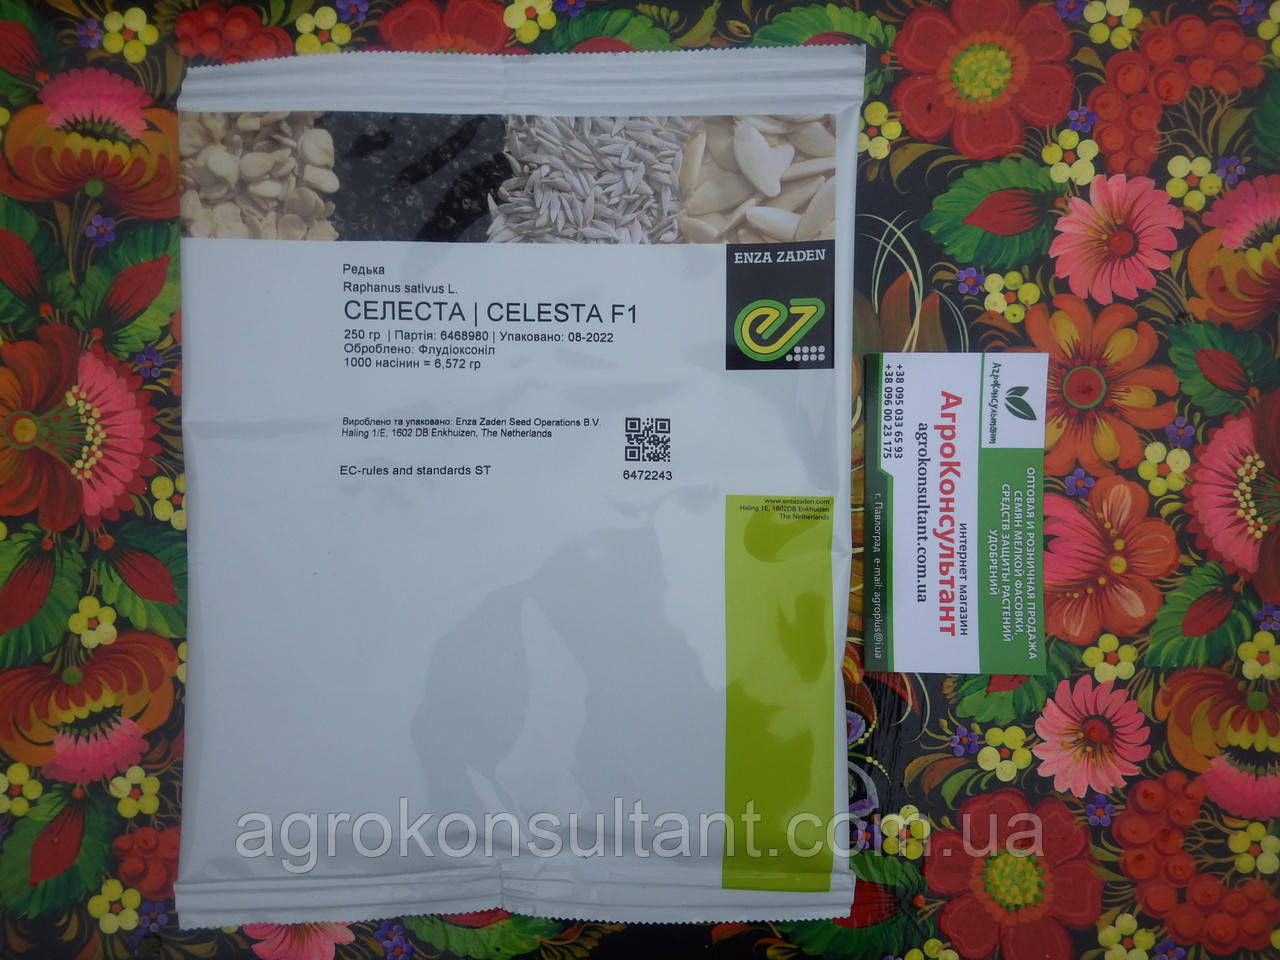 ENZA ZADEN
Редька
Raphanus sativus L.
СЕЛЕСТА | CELESTA F1
250 гр | Партія: 6468980 | Упаковано: 08-2022
Оброблено: Флудіоксоніл
1000 насінин = 6,572 гр
Вироблено та упаковано: Enza Zaden Seed Operations B.V.
Haling 1/E, 1602 DB Enkhuizen, The Netherlands
6472243
EC-rules and standards ST
www.enzazaden.com
Haling 1E, 1602DB Enkhuizen
The Netherlands
АгроКонсультант
ОПТОВАЯ И РОЗНИЧНАЯ ПРОДАЖА
СЕМЯН МЕЛКОЙ ФАСОВКИ,
СРЕДСТВ ЗАЩИТЫ РАСТЕНИЙ
УДОБРЕНИЙ
интернет магазин
АгроКонсультант
agrokonsultant.com.ua
+38 095 033 65 93
+38 096 00 23 175
г. Павлоград e-mail: agroplus@i.ua
agrokonsultant.com.ua